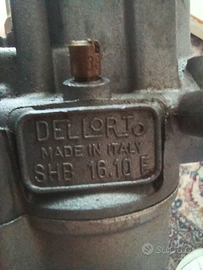 DELLORTO
MADE IN ITALY
SHB 16.10 F
subito